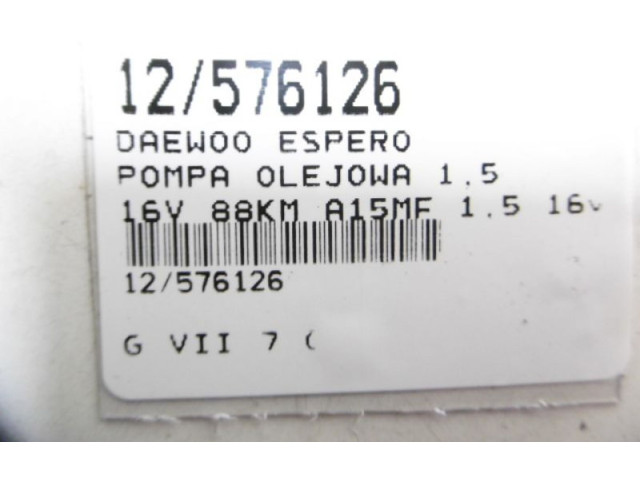 12/576126
DAEWOO ESPERO
POMPA OLEJOWA 1,5
16V 88KM A15MF 1.5 16v
12/576126
G VII 7 (